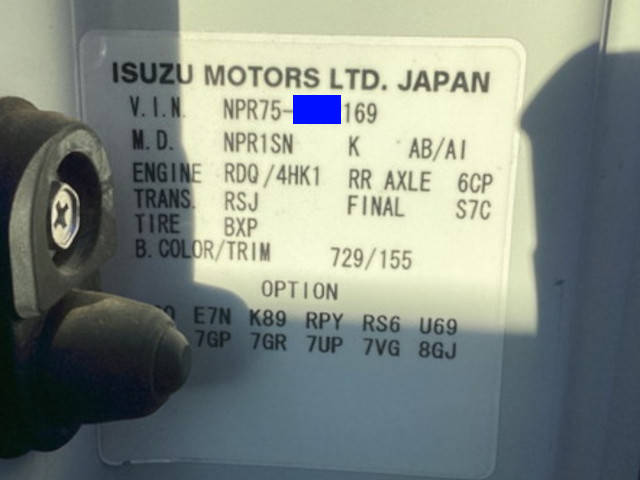 ISUZU MOTORS LTD. JAPAN
V.I.N. NPR75- 169
M.D. NPR1SN K AB/AI
ENGINE RDQ/4HK1 RR AXLE 6CP
TRANS. RSJ FINAL S7C
TIRE BXP
B.COLOR/TRIM 729/155
OPTION
E7N K89 RPY RS6 U69
7GP 7GR 7UP 7VG 8GJ